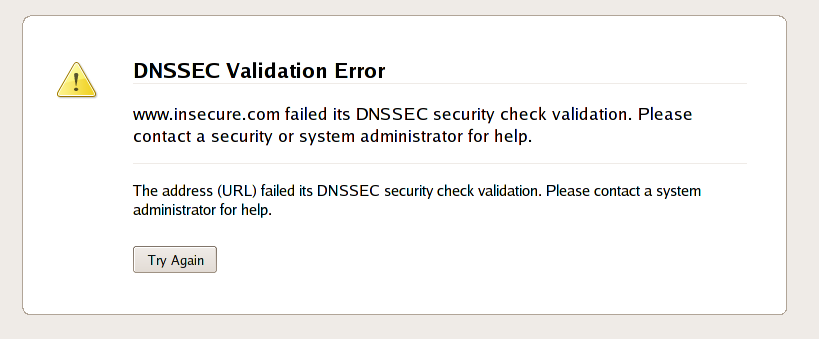 DNSSEC Validation Error
www.insecure.com failed its DNSSEC security check validation. Please
contact a security or system administrator for help.
The address (URL) failed its DNSSEC security check validation. Please contact a system
administrator for help.
Try Again